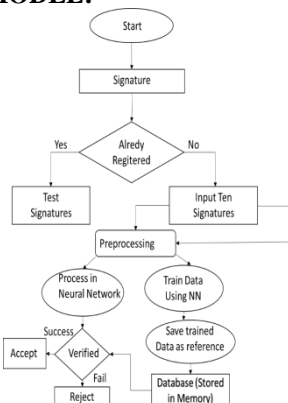 MODEL:
Start
Signature
Alredy
Regitered
Yes
No
Test
Signatures
Input Ten
Signatures
Preprocessing
Process in
Neural Network
Train Data
Using NN
Success
Save trained
Data as reference
Accept
Verified
Fail
Reject
Database (Stored
in Memory)